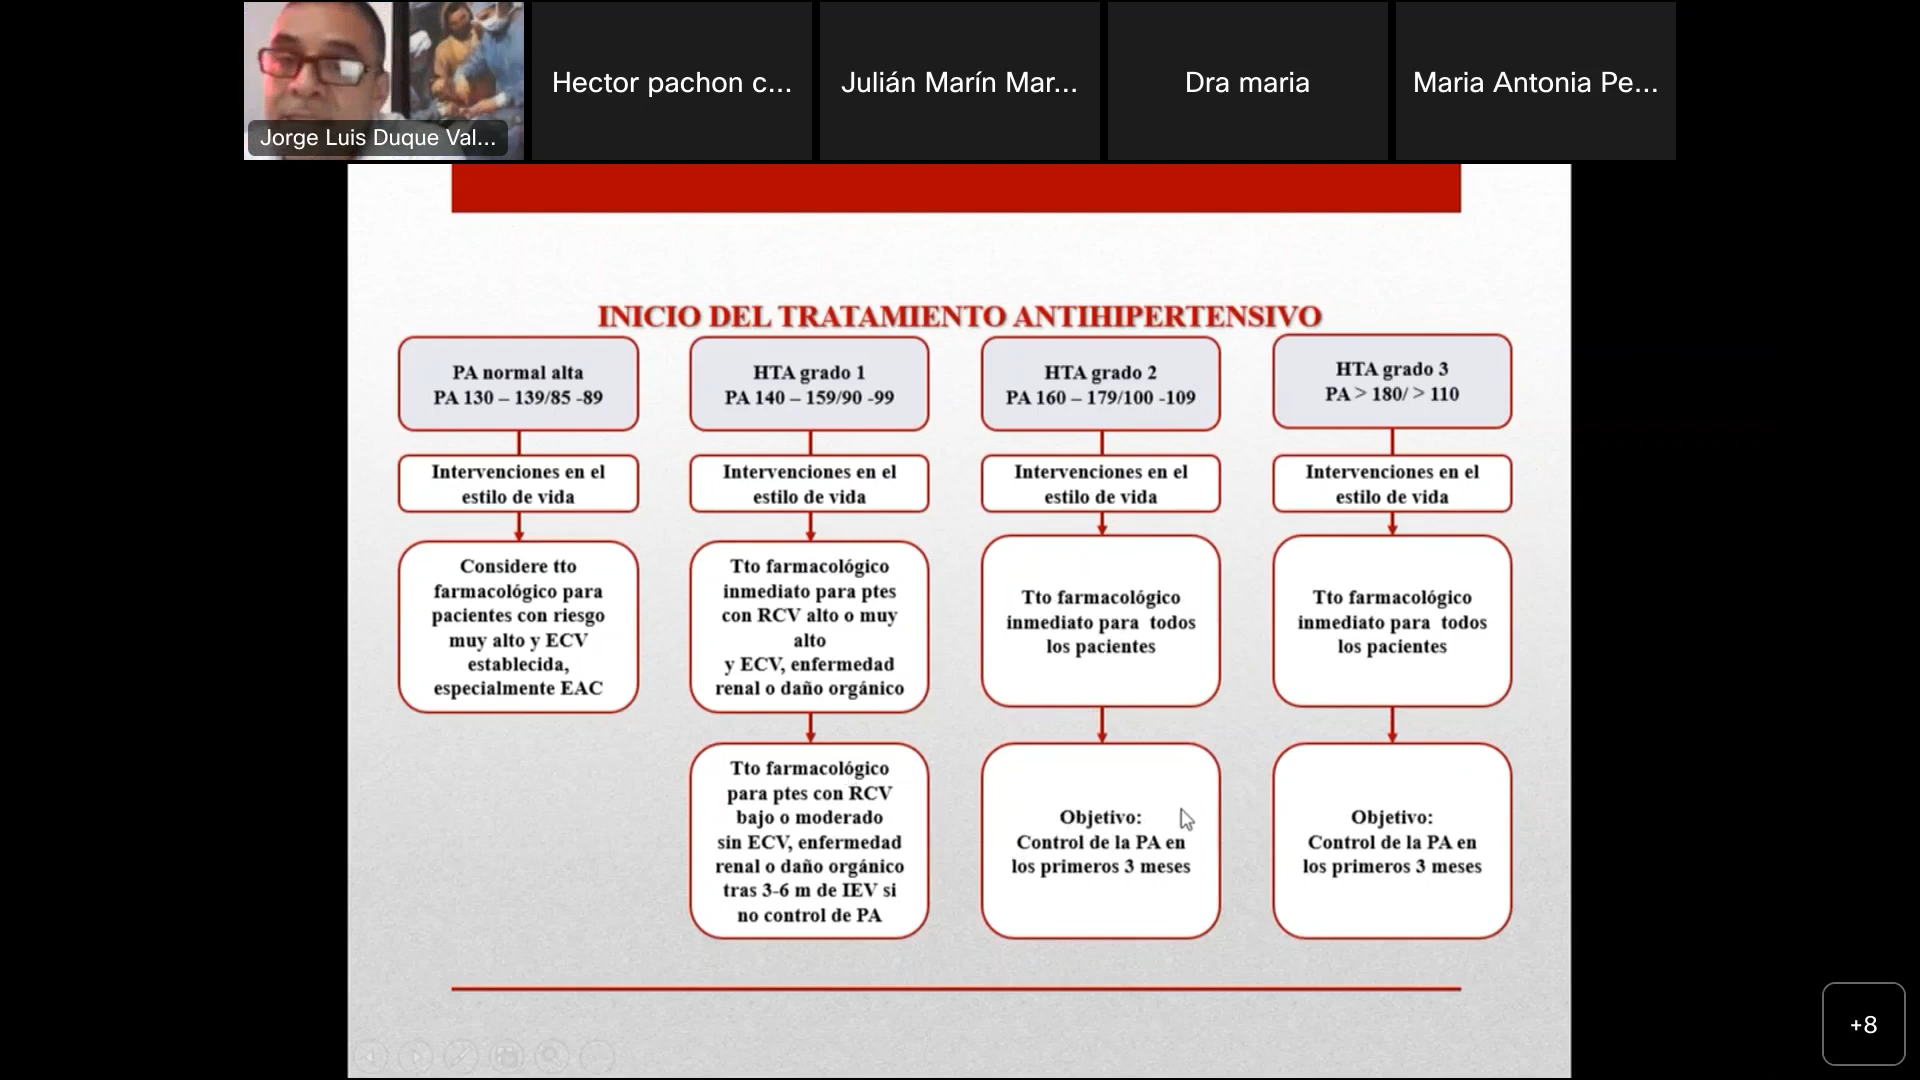 Jorge Luis Duque Val...
Hector pachon c...
Julián Marín Mar...
Dra maria
Maria Antonia Pe...
INICIO DEL TRATAMIENTO ANTIHIPERTENSIVO
PA normal alta
PA 130 – 139/85 -89
Intervenciones en el
estilo de vida
Considere tto
farmacológico para
pacientes con riesgo
muy alto y ECV
establecida,
especialmente EAC
HTA grado 1
PA 140 – 159/90 -99
Intervenciones en el
estilo de vida
Tto farmacológico
inmediato para ptes
con RCV alto o muy
alto
y ECV, enfermedad
renal o daño orgánico
Tto farmacológico
para ptes con RCV
bajo o moderado
sin ECV, enfermedad
renal o daño orgánico
tras 3-6 m de IEV si
no control de PA
HTA grado 2
PA 160 – 179/100 -109
Intervenciones en el
estilo de vida
Tto farmacológico
inmediato para  todos
los pacientes
Objetivo:
Control de la PA en
los primeros 3 meses
HTA grado 3
PA > 180/ > 110
Intervenciones en el
estilo de vida
Tto farmacológico
inmediato para  todos
los pacientes
Objetivo:
Control de la PA en
los primeros 3 meses
+8